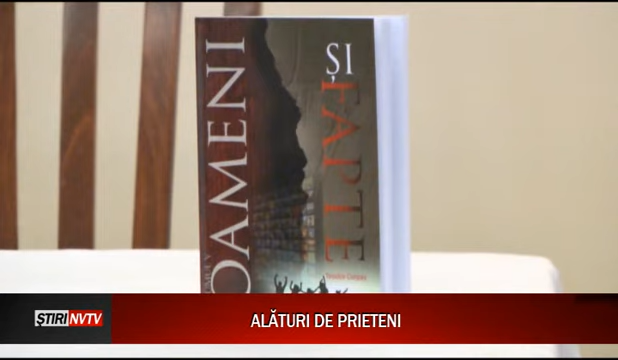 OAMENI
ȘI
FAPTE
ȘTIRI NVTV
ALĂTURI DE PRIETENI